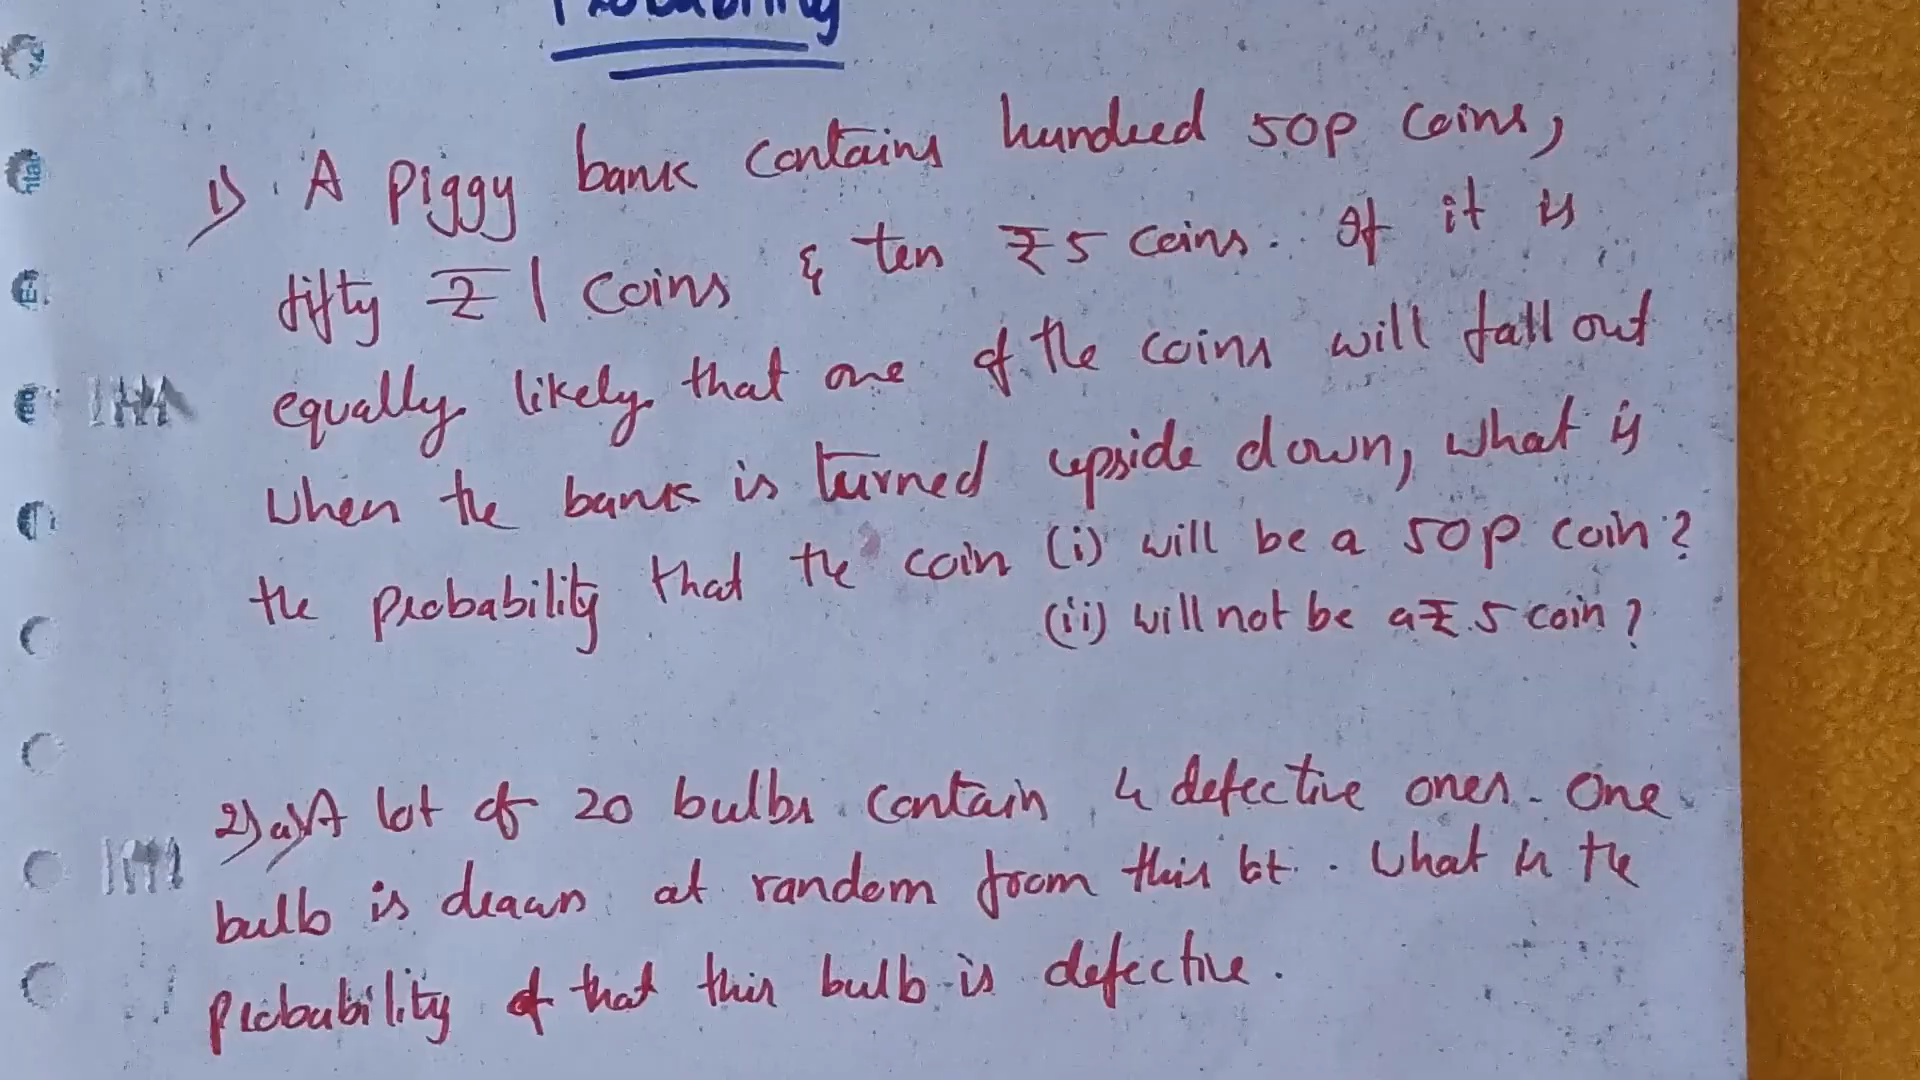 Probability
1) A Piggy bank contains hundred 50p coins,
fifty ₹ 1 coins & ten ₹ 5 coins. If it is
equally likely that one of the coins will fall out
when the bank is turned upside down, what is
the probability that the coin (i) will be a 50p coin?
(ii) will not be a ₹ 5 coin?
2) a) A lot of 20 bulbs contain 4 defective ones. One
bulb is drawn at random from this lot. What is the
probability of that this bulb is defective.